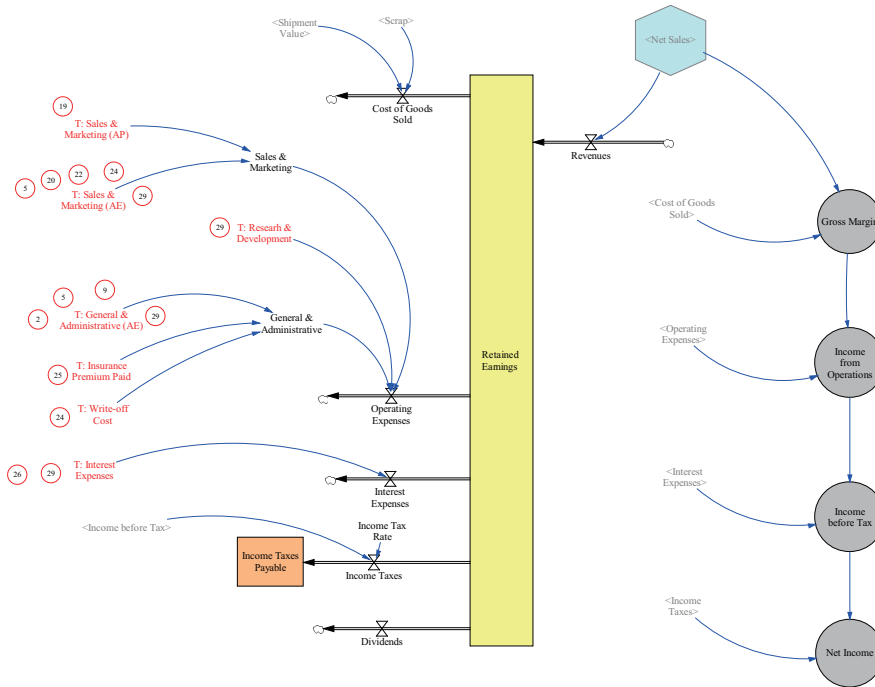 <Shipment
Value>
<Scrap>
<Net Sales>
Cost of Goods
Sold
19
T: Sales &
Marketing (AP)
Revenues
Sales &
Marketing
5
20
22
24
T: Sales &
Marketing (AE)
29
<Cost of Goods
Sold>
Gross Margin
29
T: Researh &
Development
5
9
2
T: General &
Administrative (AE)
29
General &
Administrative
<Operating
Expenses>
Retained
Earnings
Income
from
Operations
25
T: Insurance
Premium Paid
24
T: Write-off
Cost
Operating
Expenses
26
29
T: Interest
Expenses
Interest
Expenses
<Interest
Expenses>
Income
before Tax
<Income before Tax>
Income Tax
Rate
Income Taxes
Payable
Income Taxes
<Income
Taxes>
Dividends
Net Income